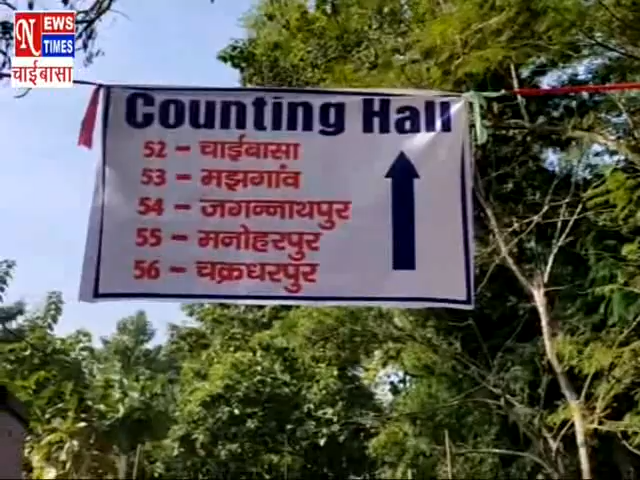 NEWS
TIMES
चाईबासा
Counting Hall
52 - चाईबासा
53 - मझगांव
54 - जगन्नाथपुर
55 - मनोहरपुर
56 - चक्रधरपुर